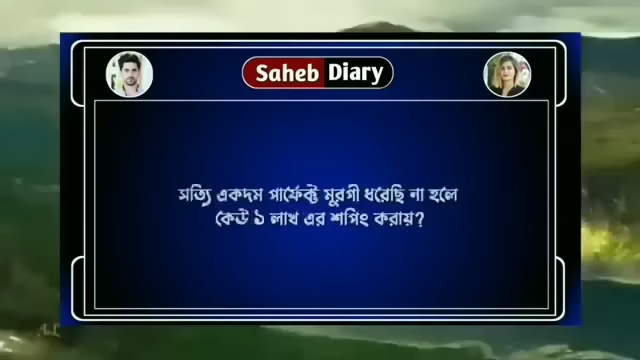 Saheb Diary
সত্যি একদম পার্ফেক্ট মুরগী ধরেছি না হলে
কেউ ১ লাখ এর শপিং করায়?